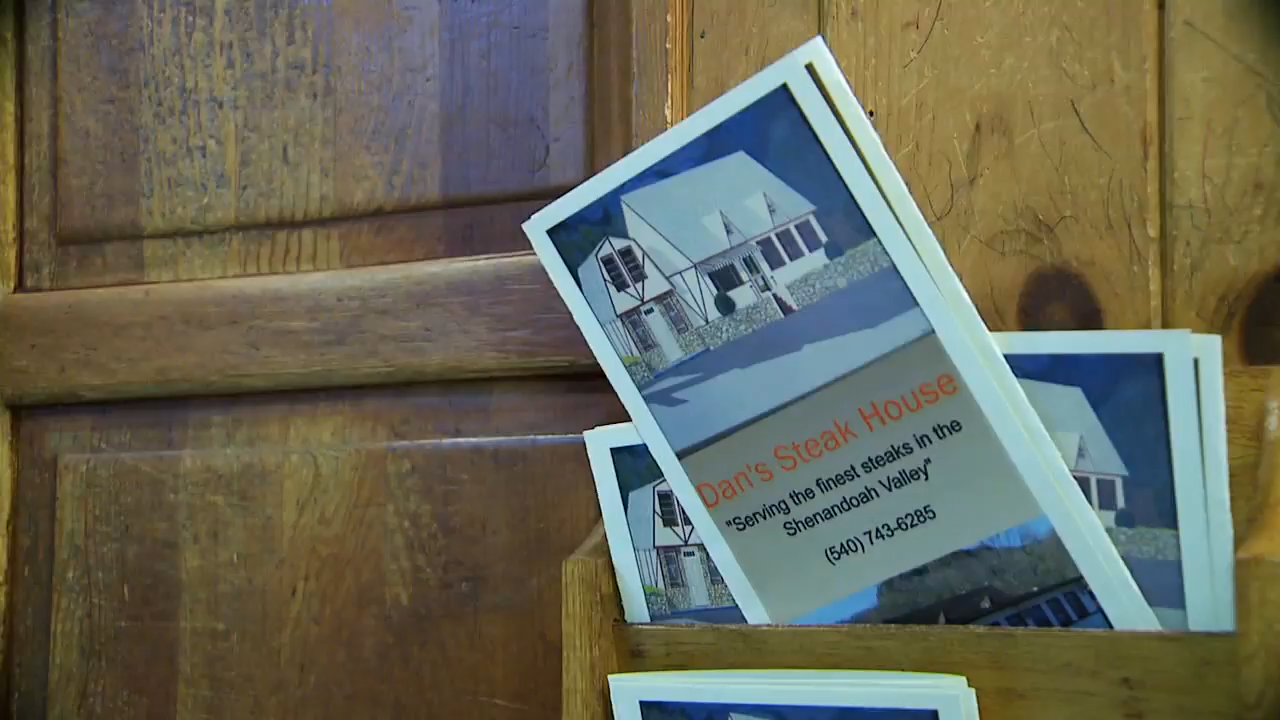 Dan's Steak House
"Serving the finest steaks in the
Shenandoah Valley"
(540) 743-6285